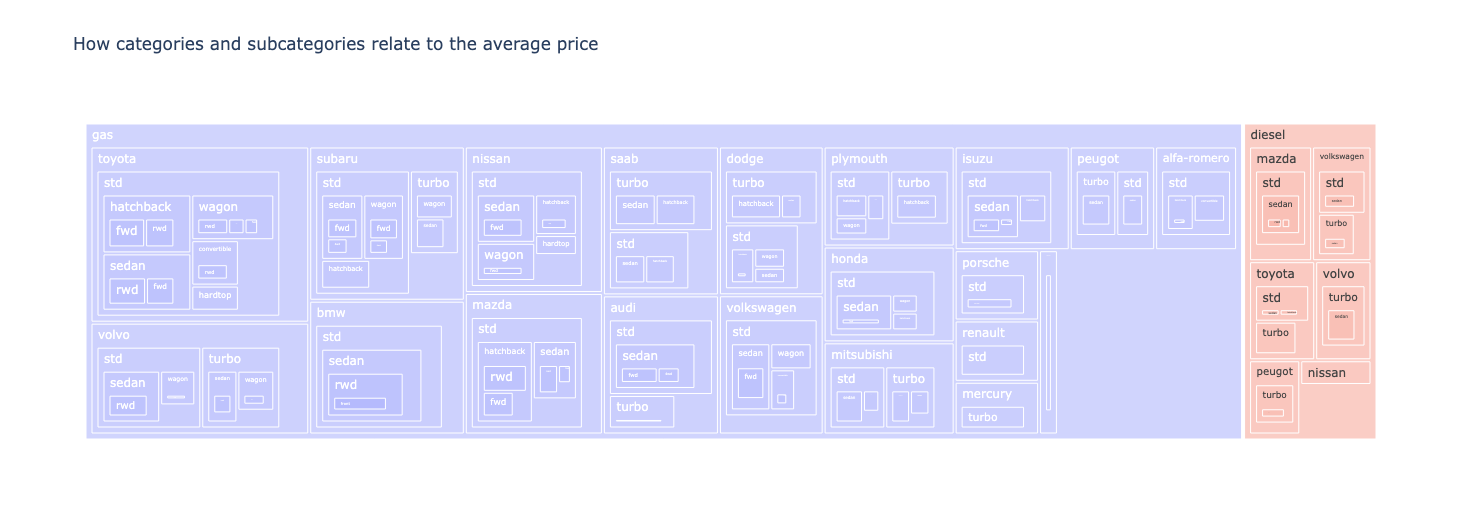 How categories and subcategories relate to the average price
gas
toyota
std
hatchback
fwd
rwd
wagon
rwd
convertible
rwd
hardtop
sedan
rwd
fwd
volvo
std
sedan
rwd
wagon
turbo
sedan
wagon
subaru
std
sedan
fwd
wagon
fwd
hatchback
turbo
wagon
sedan
bmw
std
sedan
rwd
nissan
std
sedan
fwd
wagon
fwd
hatchback
hardtop
mazda
std
hatchback
rwd
fwd
sedan
saab
turbo
sedan
hatchback
std
sedan
audi
std
sedan
fwd
fwd
turbo
dodge
turbo
hatchback
std
wagon
sedan
volkswagen
std
sedan
fwd
wagon
plymouth
std
hatchback
wagon
turbo
hatchback
honda
std
sedan
wagon
mitsubishi
std
sedan
turbo
isuzu
std
sedan
fwd
porsche
std
renault
std
mercury
turbo
peugot
turbo
sedan
std
alfa-romero
std
diesel
mazda
std
sedan
volkswagen
std
sedan
turbo
toyota
std
turbo
volvo
turbo
sedan
peugot
turbo
nissan